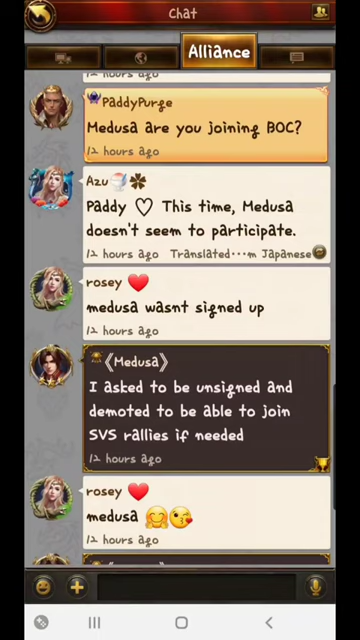 Chat
Alliance
12 hours ago
PaddyPurge
Medusa are you joining BOC?
12 hours ago
Azu
Paddy ♡ This time, Medusa
doesn't seem to participate.
12 hours ago Translated···m Japanese
rosey ❤️
medusa wasnt signed up
12 hours ago
《Medusa》
I asked to be unsigned and
demoted to be able to join
SVS rallies if needed
12 hours ago
rosey ❤️
medusa 🤗😘
12 hours ago